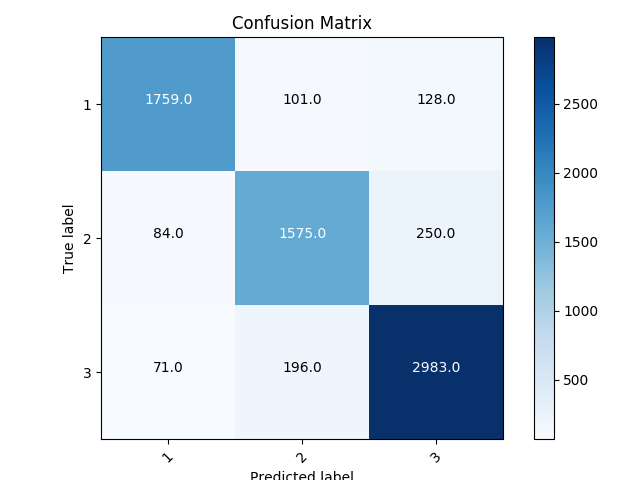 Confusion Matrix
1 1759.0 101.0 128.0
2 84.0 1575.0 250.0
3 71.0 196.0 2983.0
True label
1 2 3
Predicted label
2500
2000
1500
1000
500